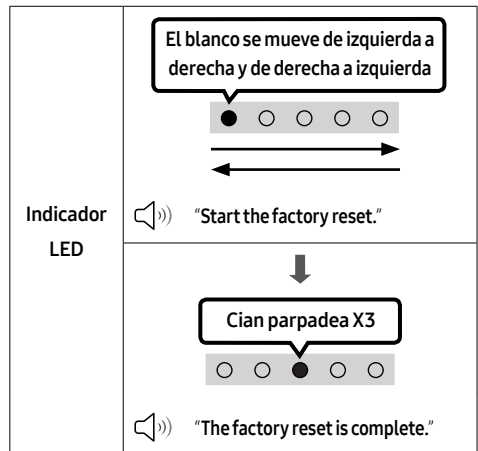 El blanco se mueve de izquierda a
derecha y de derecha a izquierda
Indicador
LED
“Start the factory reset.”
Cian parpadea X3
“The factory reset is complete.”